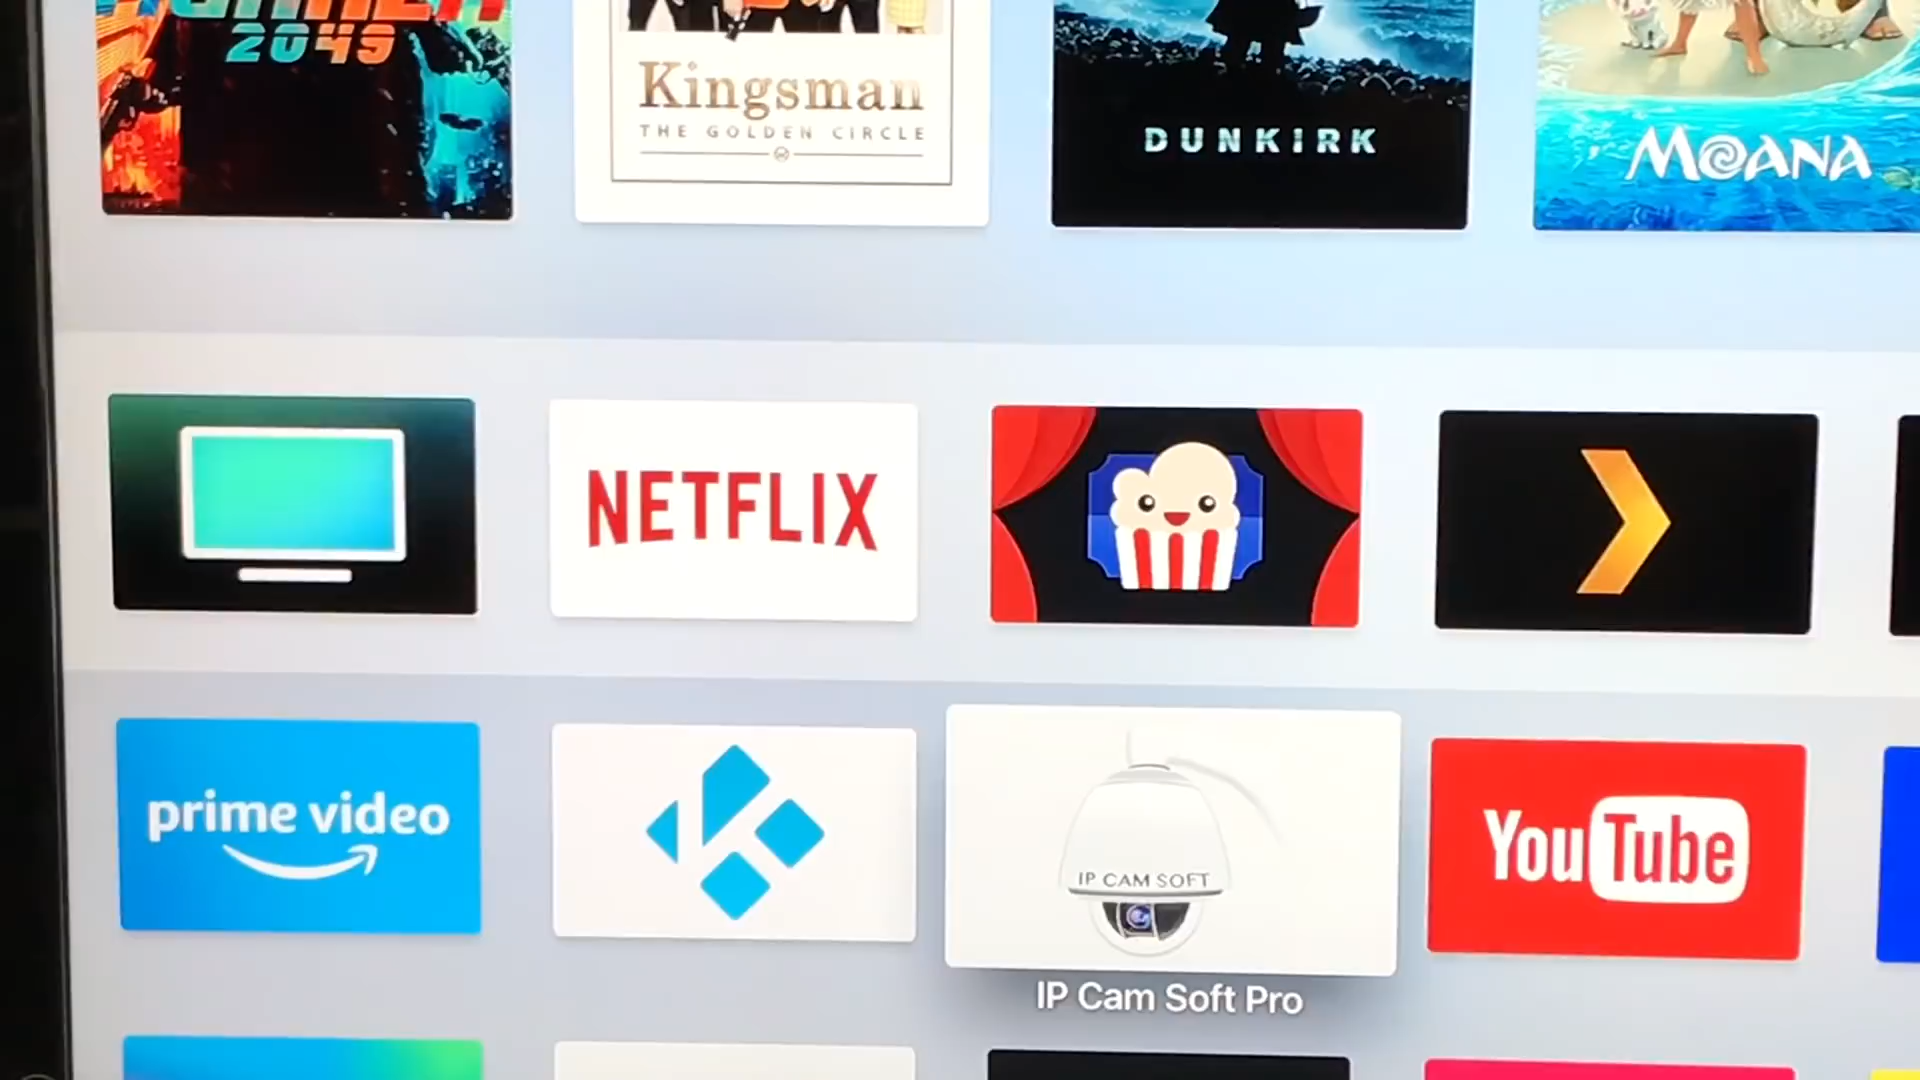 2049
Kingsman
THE GOLDEN CIRCLE
DUNKIRK
MOANA
NETFLIX
prime video
IP CAM SOFT
YouTube
IP Cam Soft Pro